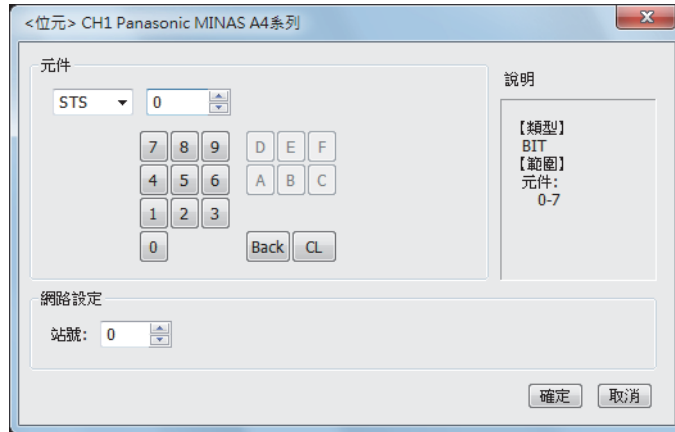 <位元> CH1 Panasonic MINAS A4系列
x
元件
STS
0
7 8 9 D E F
4 5 6 A B C
1 2 3
0 Back CL
說明
【類型】
BIT
【範圍】
元件:
0-7
網路設定
站號: 0
確定 取消